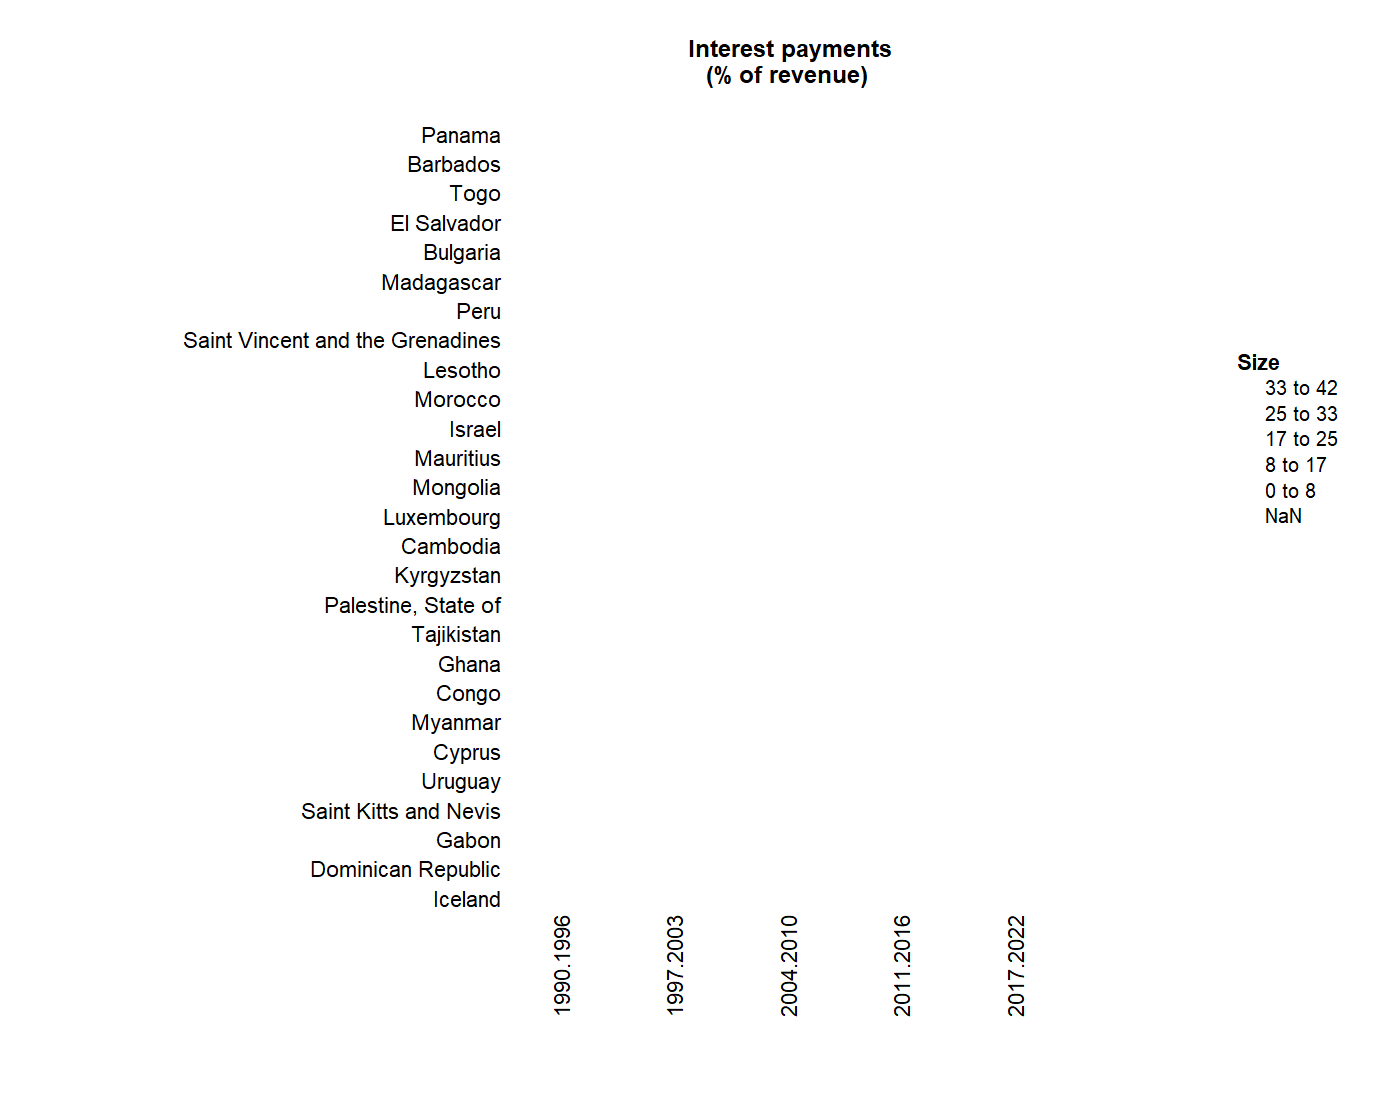 Interest payments
(% of revenue)
Panama
Barbados
Togo
El Salvador
Bulgaria
Madagascar
Peru
Saint Vincent and the Grenadines
Lesotho
Morocco
Israel
Mauritius
Mongolia
Luxembourg
Cambodia
Kyrgyzstan
Palestine, State of
Tajikistan
Ghana
Congo
Myanmar
Cyprus
Uruguay
Saint Kitts and Nevis
Gabon
Dominican Republic
Iceland
1990.1996
1997.2003
2004.2010
2011.2016
2017.2022
Size
33 to 42
25 to 33
17 to 25
8 to 17
0 to 8
NaN